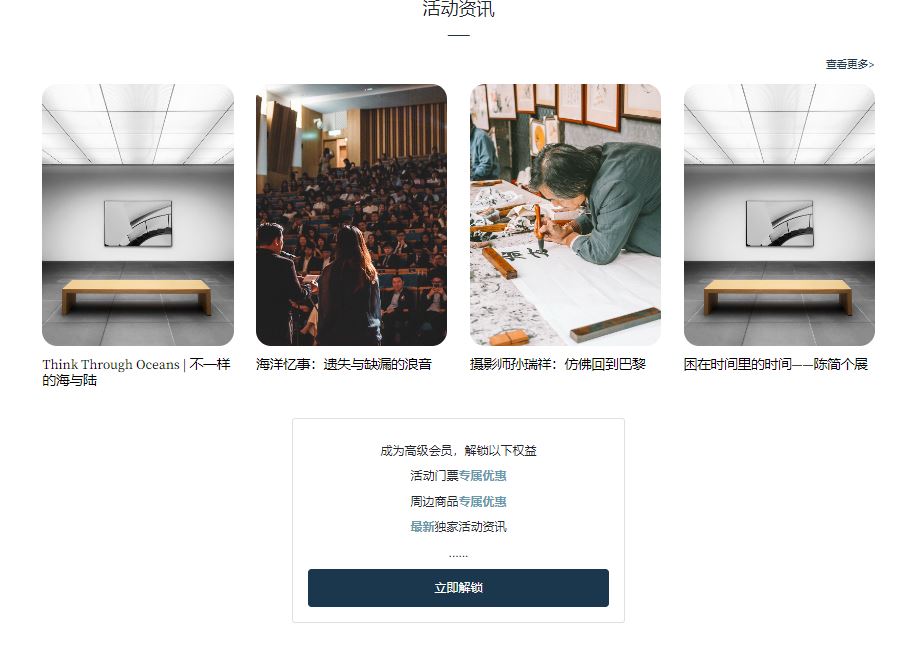 活动资讯
查看更多>
Think Through Oceans | 不一样
的海与陆
海洋忆事：遗失与缺漏的浪音
摄影师孙瑞祥：仿佛回到巴黎
困在时间里的时间——陈简个展
成为高级会员，解锁以下权益
活动门票专属优惠
周边商品专属优惠
最新独家活动资讯
......
立即解锁